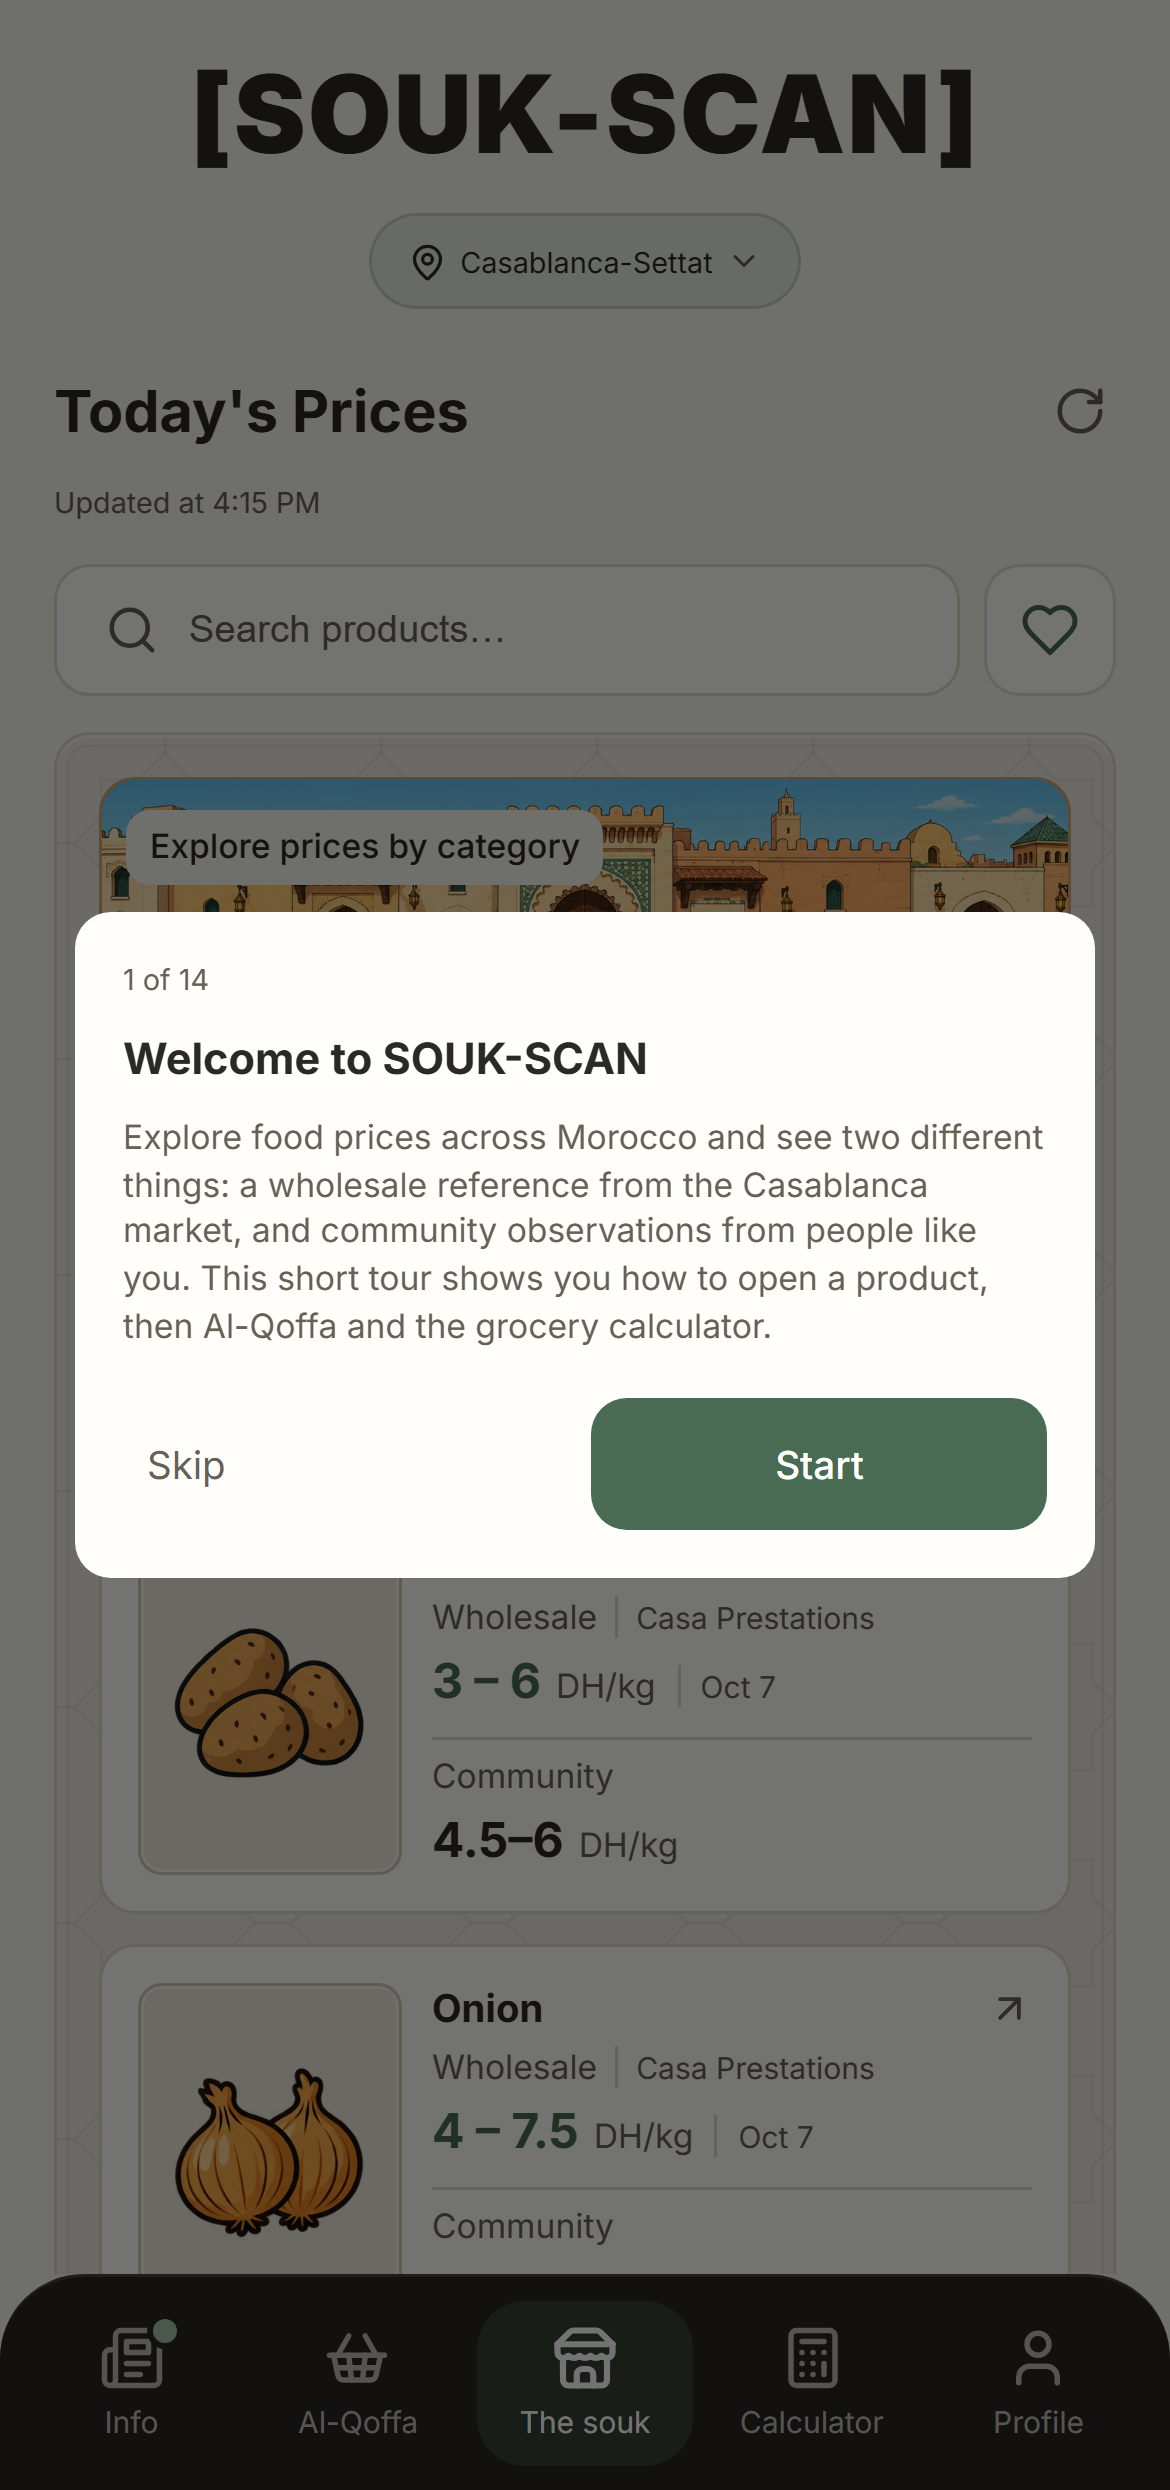 [SOUK-SCAN]
Casablanca-Settat
Today's Prices
Updated at 4:15 PM
Search products...
Explore prices by category
1 of 14
Welcome to SOUK-SCAN
Explore food prices across Morocco and see two different
things: a wholesale reference from the Casablanca
market, and community observations from people like
you. This short tour shows you how to open a product,
then Al-Qoffa and the grocery calculator.
Skip
Start
Wholesale | Casa Prestations
3 – 6 DH/kg | Oct 7
Community
4.5–6 DH/kg
Onion
Wholesale | Casa Prestations
4 – 7.5 DH/kg | Oct 7
Community
Info
Al-Qoffa
The souk
Calculator
Profile